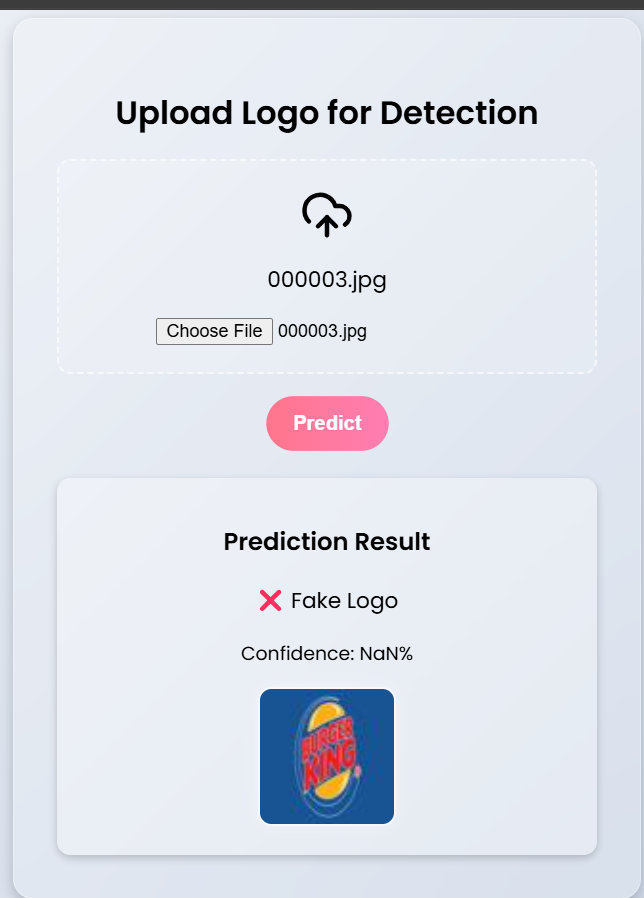 Upload Logo for Detection
000003.jpg
Choose File 000003.jpg
Predict
Prediction Result
❌ Fake Logo
Confidence: NaN%
BURGER
KING
®